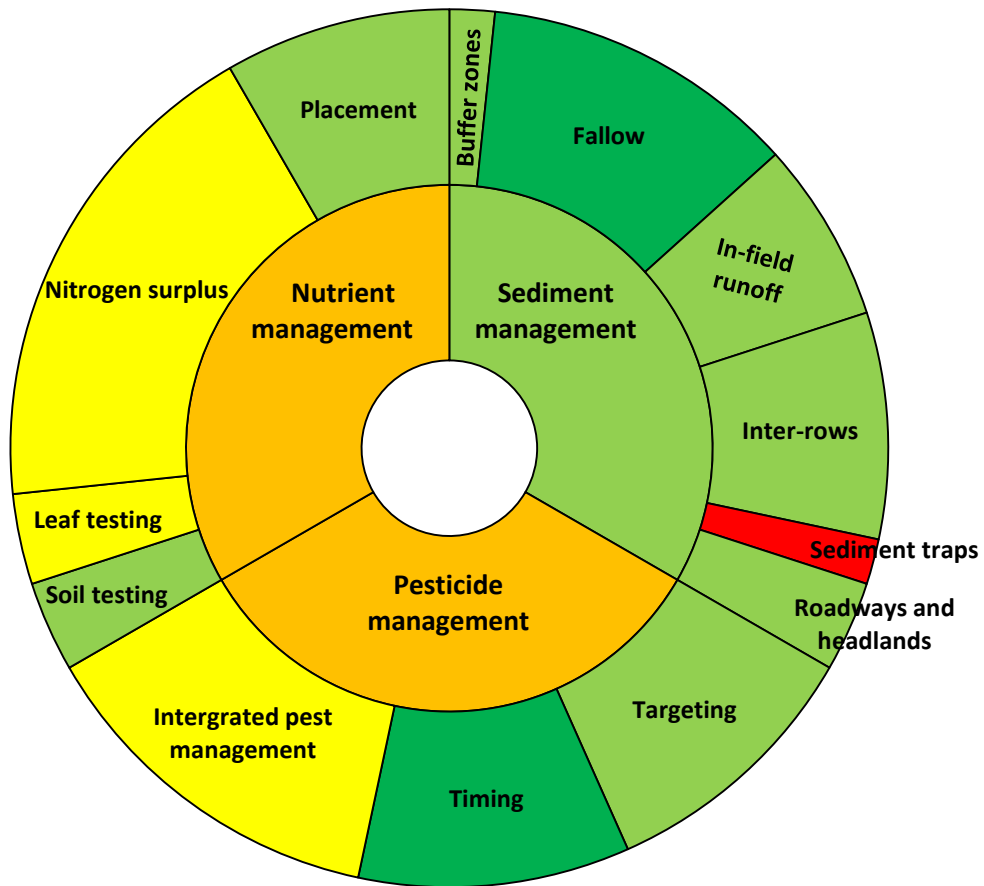 Placement
Buffer zones
Fallow
In-field
runoff
Inter-rows
Sediment traps
Roadways and
headlands
Targeting
Timing
Intergrated pest
management
Soil testing
Leaf testing
Nitrogen surplus
Nutrient
management
Sediment
management
Pesticide
management